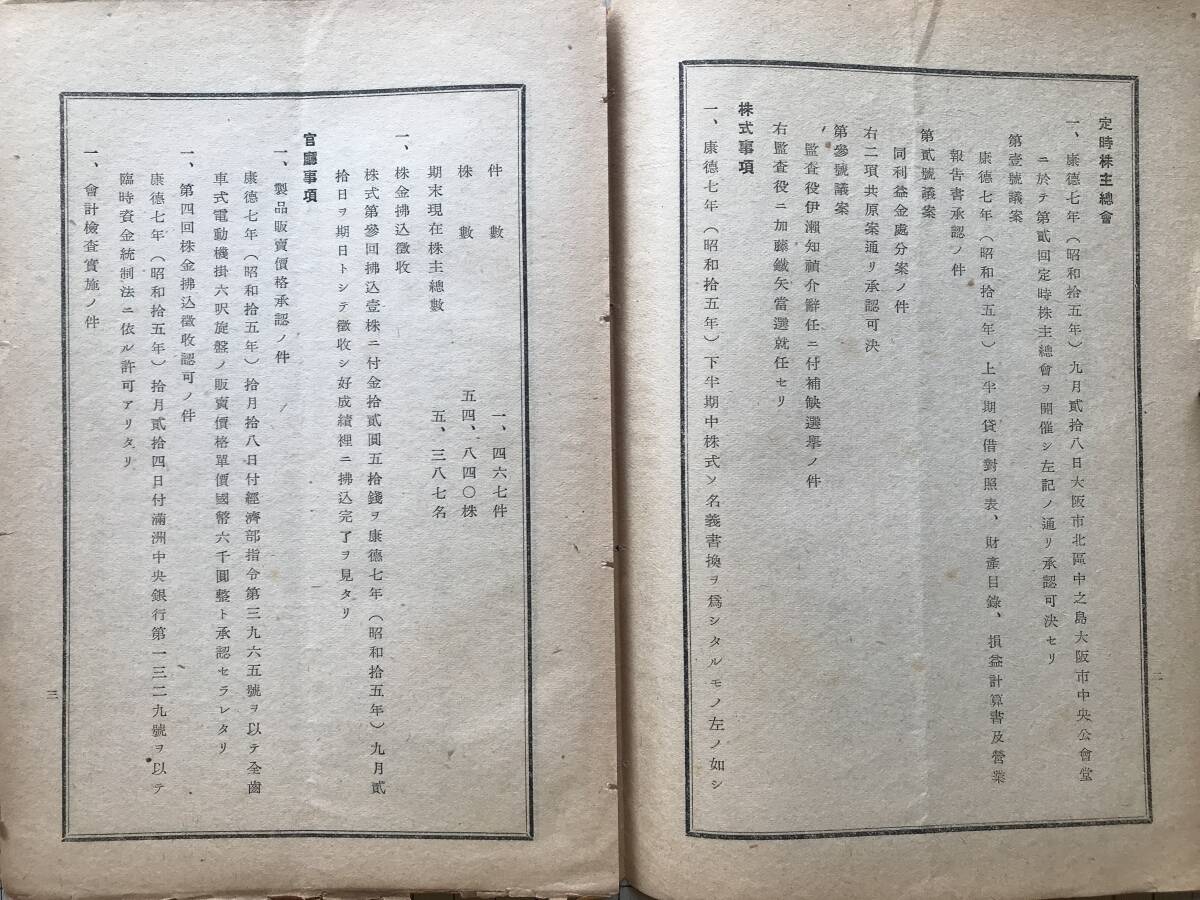 定時株主總會
一、康德七年（昭和拾五年）九月貳拾八日大阪市北區中之島大阪市中央公會堂
ニ於テ第貳回定時株主總會ヲ開催シ左記ノ通リ承認可決セリ
第壹號議案
康德七年（昭和拾五年）上半期貸借對照表、財產目錄、損益計算書及營業
報告書承認ノ件
第貳號議案
同利益金處分案ノ件
右二項共原案通リ承認可決
第參號議案
監査役伊瀨知禎介辭任ニ付補缺選擧ノ件
右監査役ニ加藤鐵矢當選就任セリ
株式事項
一、康德七年（昭和拾五年）下半期中株式ノ名義書換ヲ爲シタルモノ左ノ如シ
二
件數 一、四六七件
株數 五四、八四〇株
期末現在株主總數 五、三八七名
一、株金拂込徵收
株式第參回拂込壹株ニ付金拾貳圓五拾錢ヲ康德七年（昭和拾五年）九月貳
拾日ヲ期日トシテ徵收シ好成績裡ニ拂込完了ヲ見タリ
官廳事項
一、製品販賣價格承認ノ件
康德七年（昭和拾五年）拾月拾八日付經濟部指令第三九六五號ヲ以テ全齒
車式電動機掛六呎旋盤ノ販賣價格單價國幣六千圓整ト承認セラレタリ
一、第四回株金拂込徵收認可ノ件
康德七年（昭和拾五年）拾月貳拾四日付滿洲中央銀行第一三二九號ヲ以テ
臨時資金統制法ニ依ル許可アリタリ
一、會計檢査實施ノ件
三